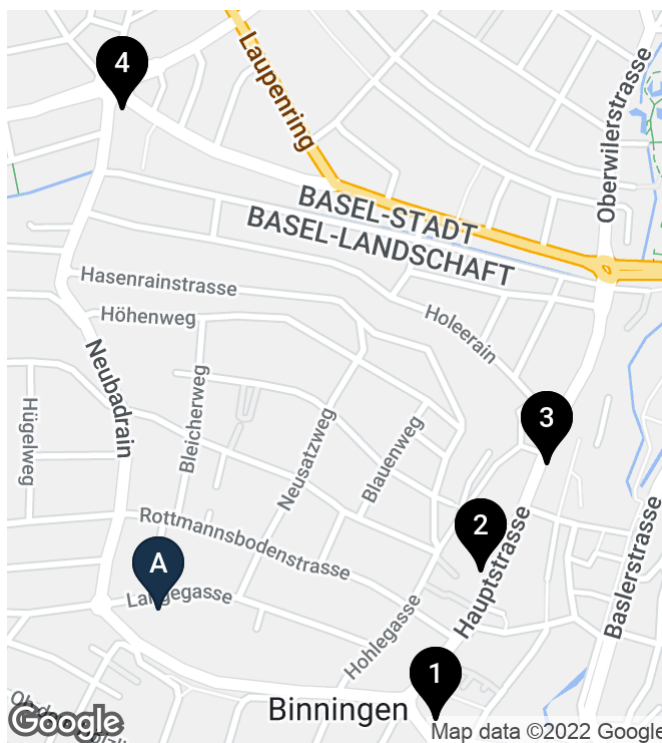 4
Laupenring
Oberwilerstrasse
BASEL-STADT
BASEL-LANDSCHAFT
Hasenrainstrasse
Höhenweg
Holeerain
Neubadrain
Bleicherweg
Hügelweg
Neusatzweg
Blauenweg
3
Rottmannsbodenstrasse
2
A
Langegasse
Hauptstrasse
Baslerstrasse
Hohlegasse
1
Binningen
Google
Map data ©2022 Google